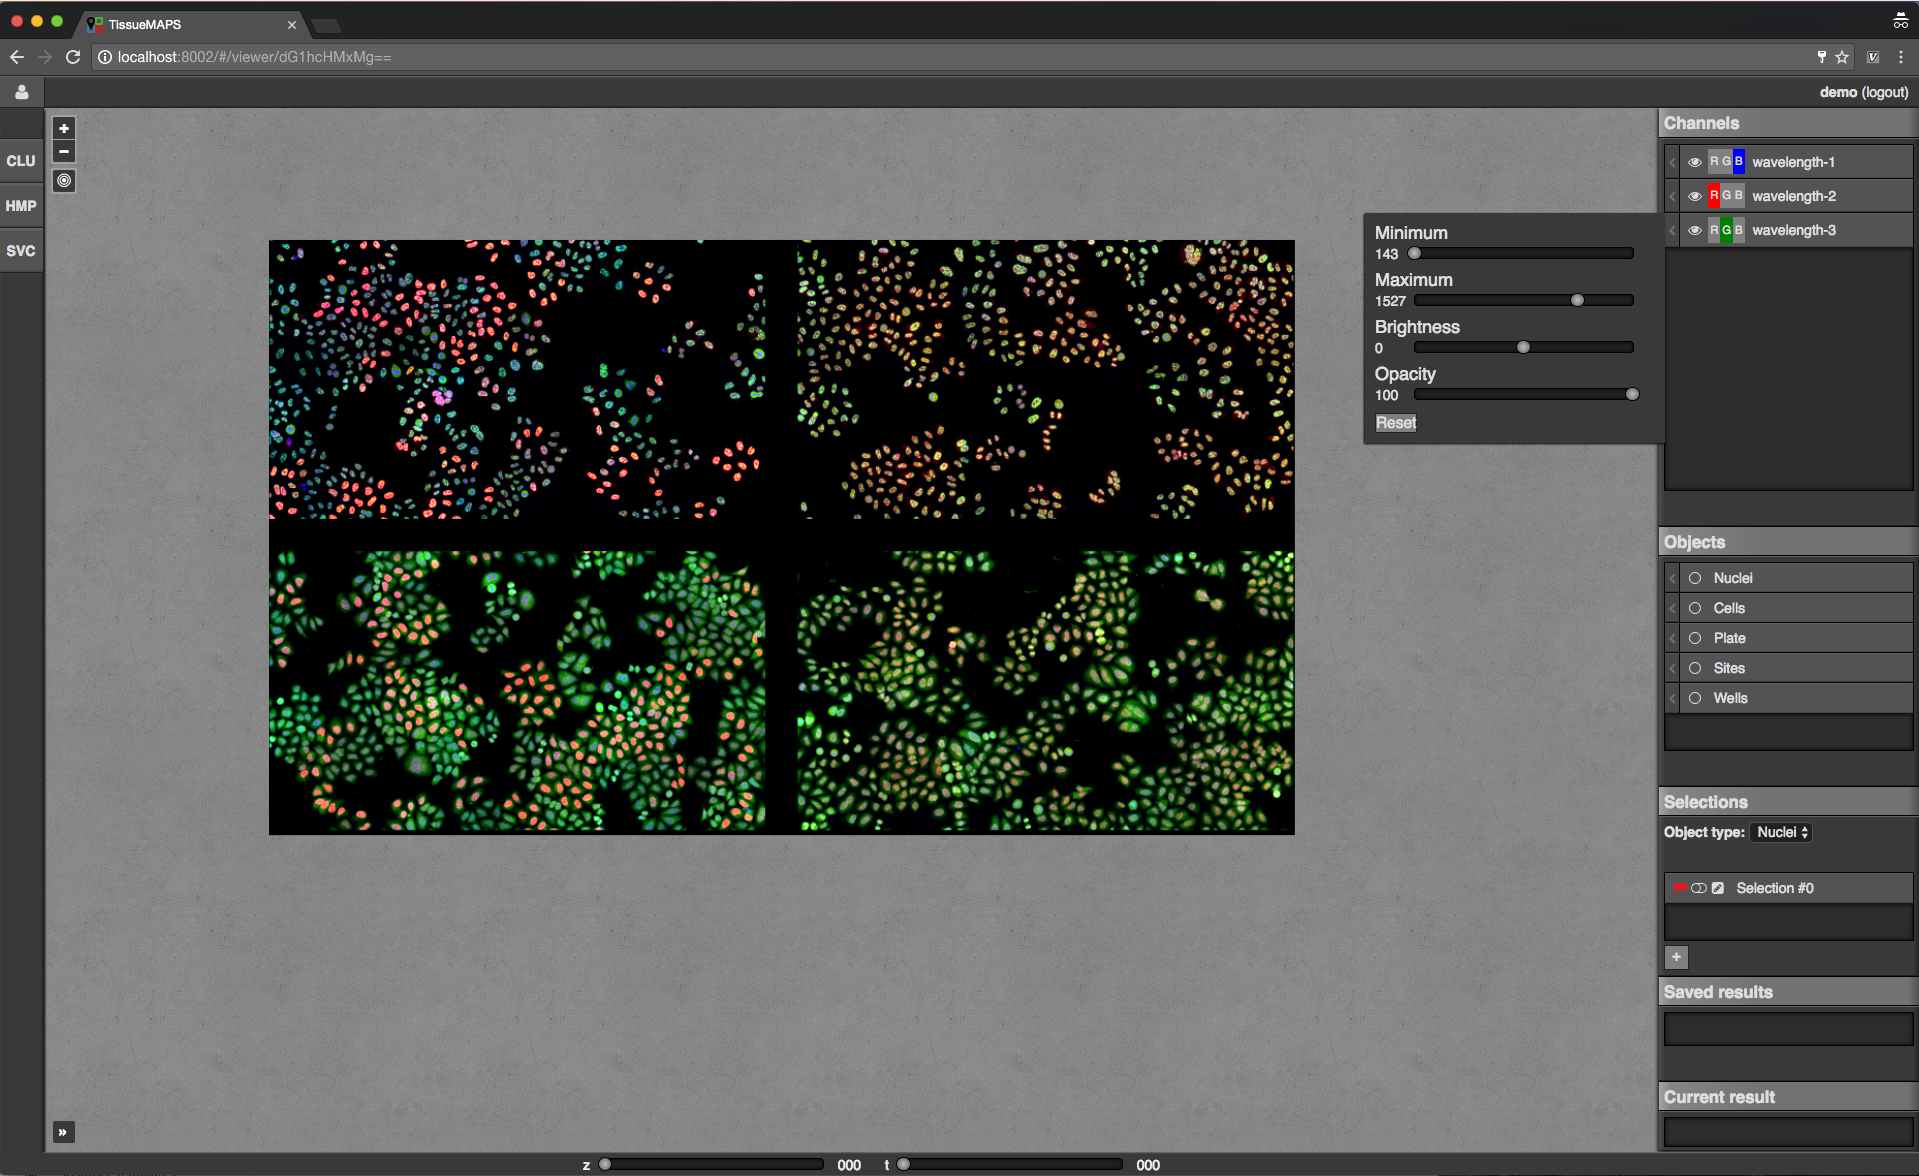 TissueMAPS
localhost:8002/#/viewer/dG1hcHMxMg==
demo (logout)
CLU
HMP
SVC
Channels
R G B wavelength-1
R G B wavelength-2
R G B wavelength-3
Minimum
143
Maximum
1527
Brightness
0
Opacity
100
Reset
Objects
Nuclei
Cells
Plate
Sites
Wells
Selections
Object type: Nuclei
Selection #0
+
Saved results
Current result
z 000 t 000